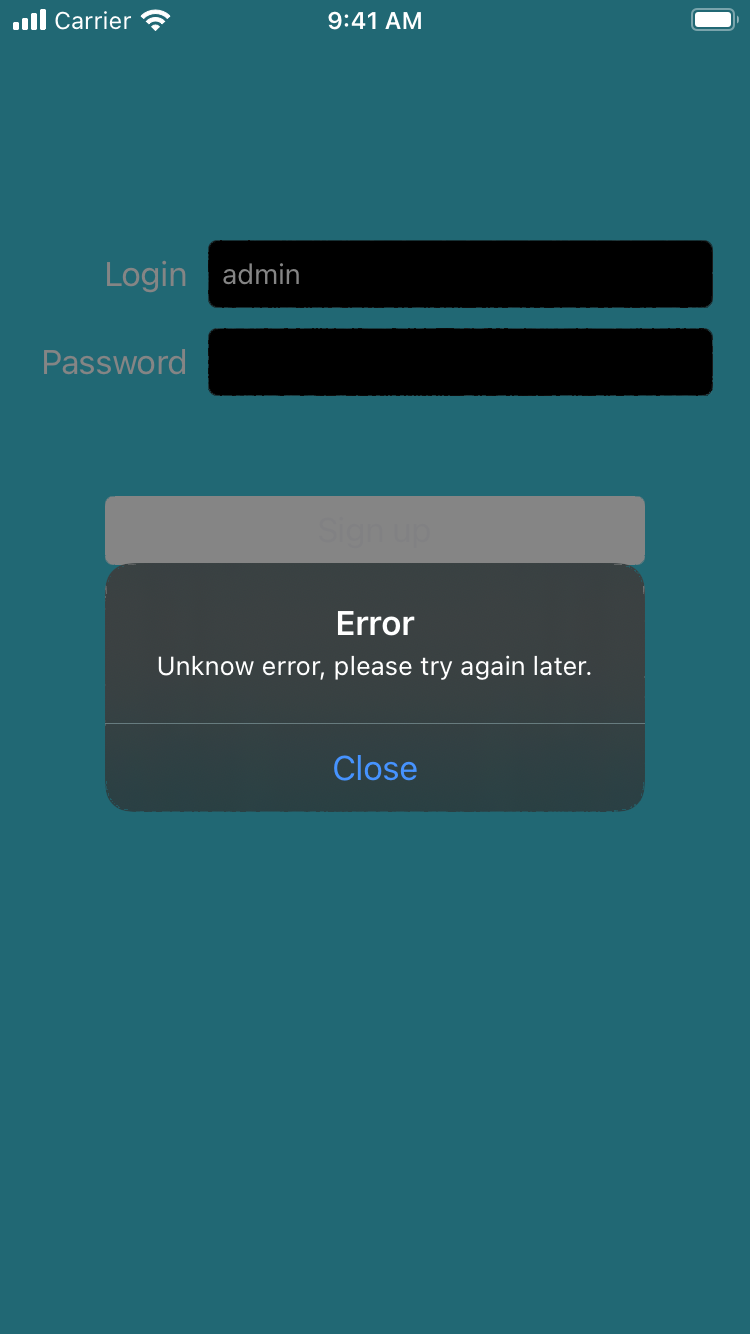 Carrier 9:41 AM
Login admin
Password
Sign up
Error
Unknow error, please try again later.
Close